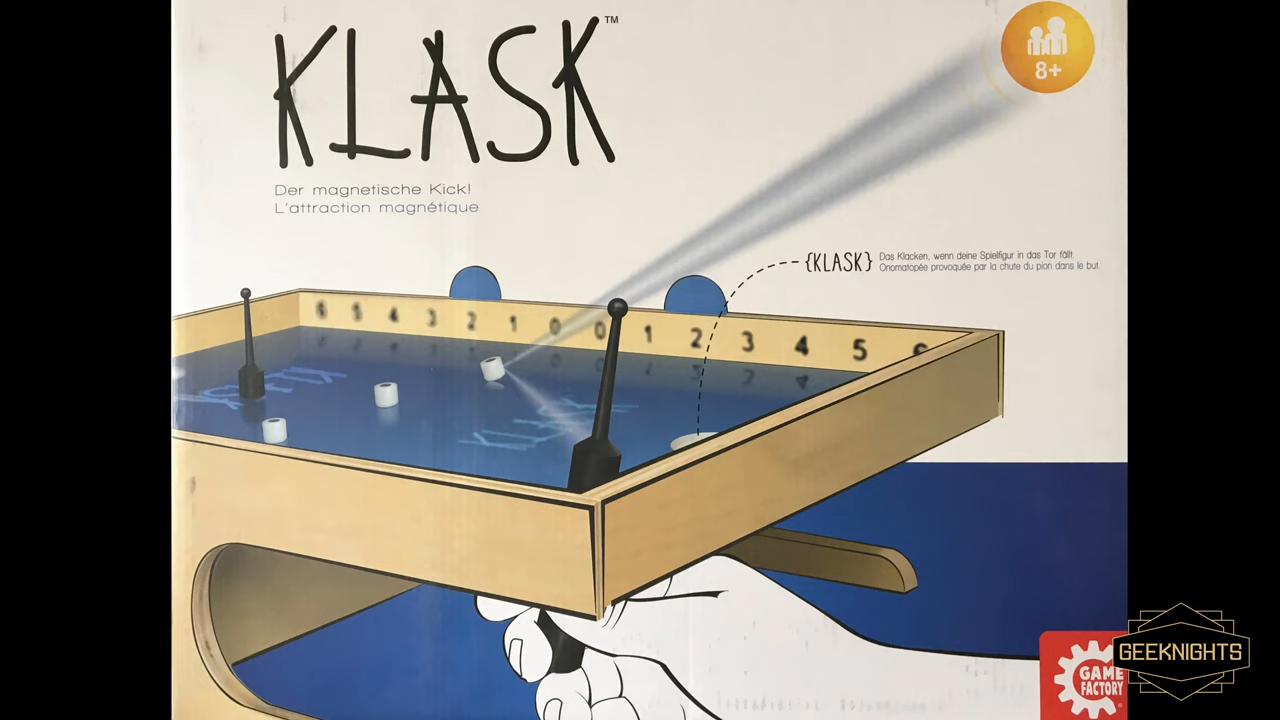 KLASK™
8+
Der magnetische Kick!
L'attraction magnétique
{KLASK} Das Klacken, wenn deine Spielfigur in das Tor fällt.
Onomatopée provoquée par la chute du pion dans le but.
6 5 4 3 2 1 0 0 1 2 3 4 5 6
KLASK
KLASK
GEEKNIGHTS
GAME
FACTORY